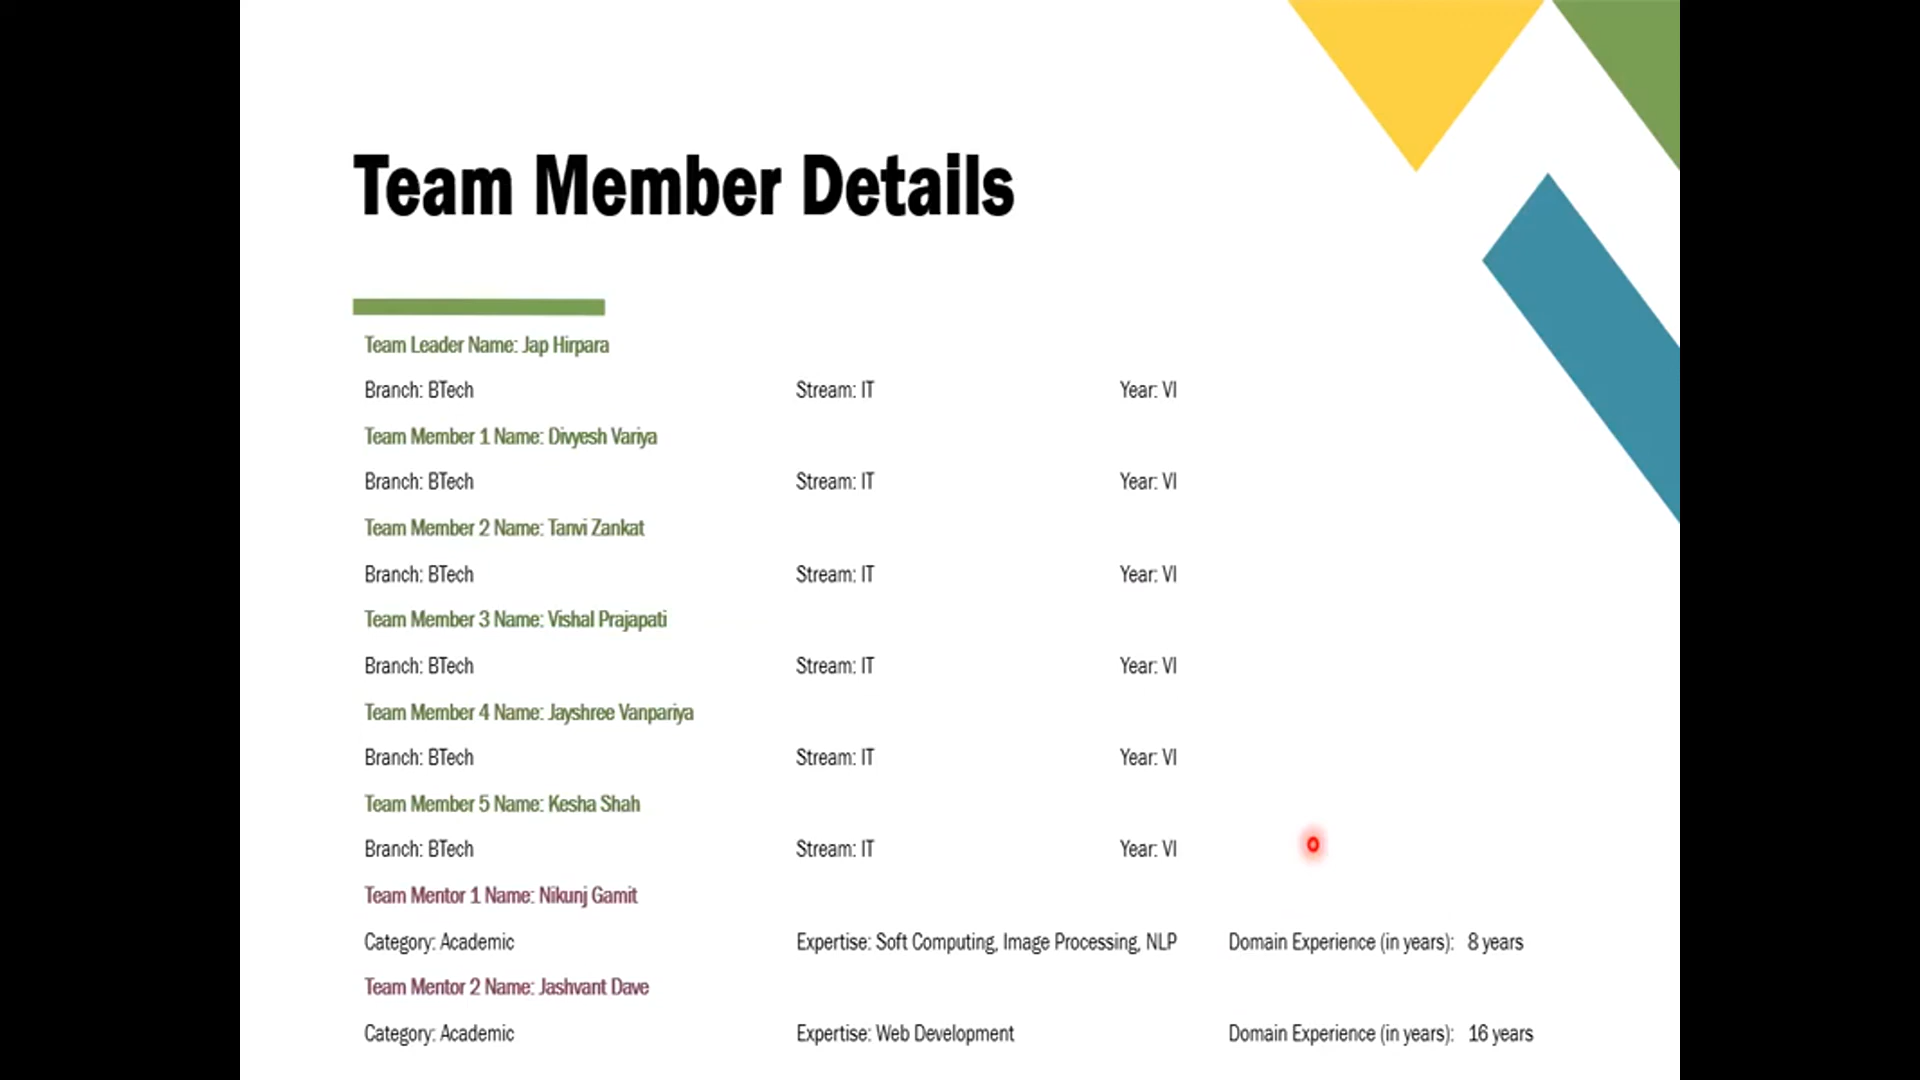 Team Member Details
Team Leader Name: Jap Hirpara
Branch: BTech Stream: IT Year: VI
Team Member 1 Name: Divyesh Variya
Branch: BTech Stream: IT Year: VI
Team Member 2 Name: Tanvi Zankat
Branch: BTech Stream: IT Year: VI
Team Member 3 Name: Vishal Prajapati
Branch: BTech Stream: IT Year: VI
Team Member 4 Name: Jayshree Vanpariya
Branch: BTech Stream: IT Year: VI
Team Member 5 Name: Kesha Shah
Branch: BTech Stream: IT Year: VI
Team Mentor 1 Name: Nikunj Gamit
Category: Academic Expertise: Soft Computing, Image Processing, NLP Domain Experience (in years): 8 years
Team Mentor 2 Name: Jashvant Dave
Category: Academic Expertise: Web Development Domain Experience (in years): 16 years